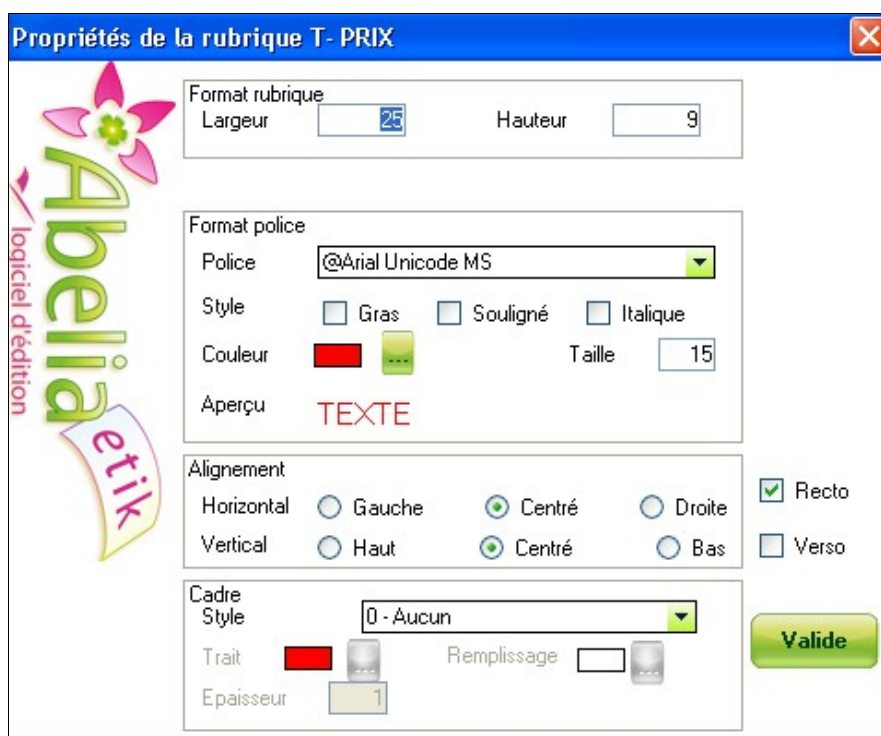 Propriétés de la rubrique T- PRIX
Abelia
etik
logiciel d'édition
Format rubrique
Largeur 25 Hauteur 9
Format police
Police @Arial Unicode MS
Style Gras Souligné Italique
Couleur ... Taille 15
Aperçu TEXTE
Alignement
Horizontal Gauche Centré Droite
Vertical Haut Centré Bas
Recto
Verso
Cadre
Style 0 - Aucun
Trait ... Remplissage ...
Epaisseur 1
Valide